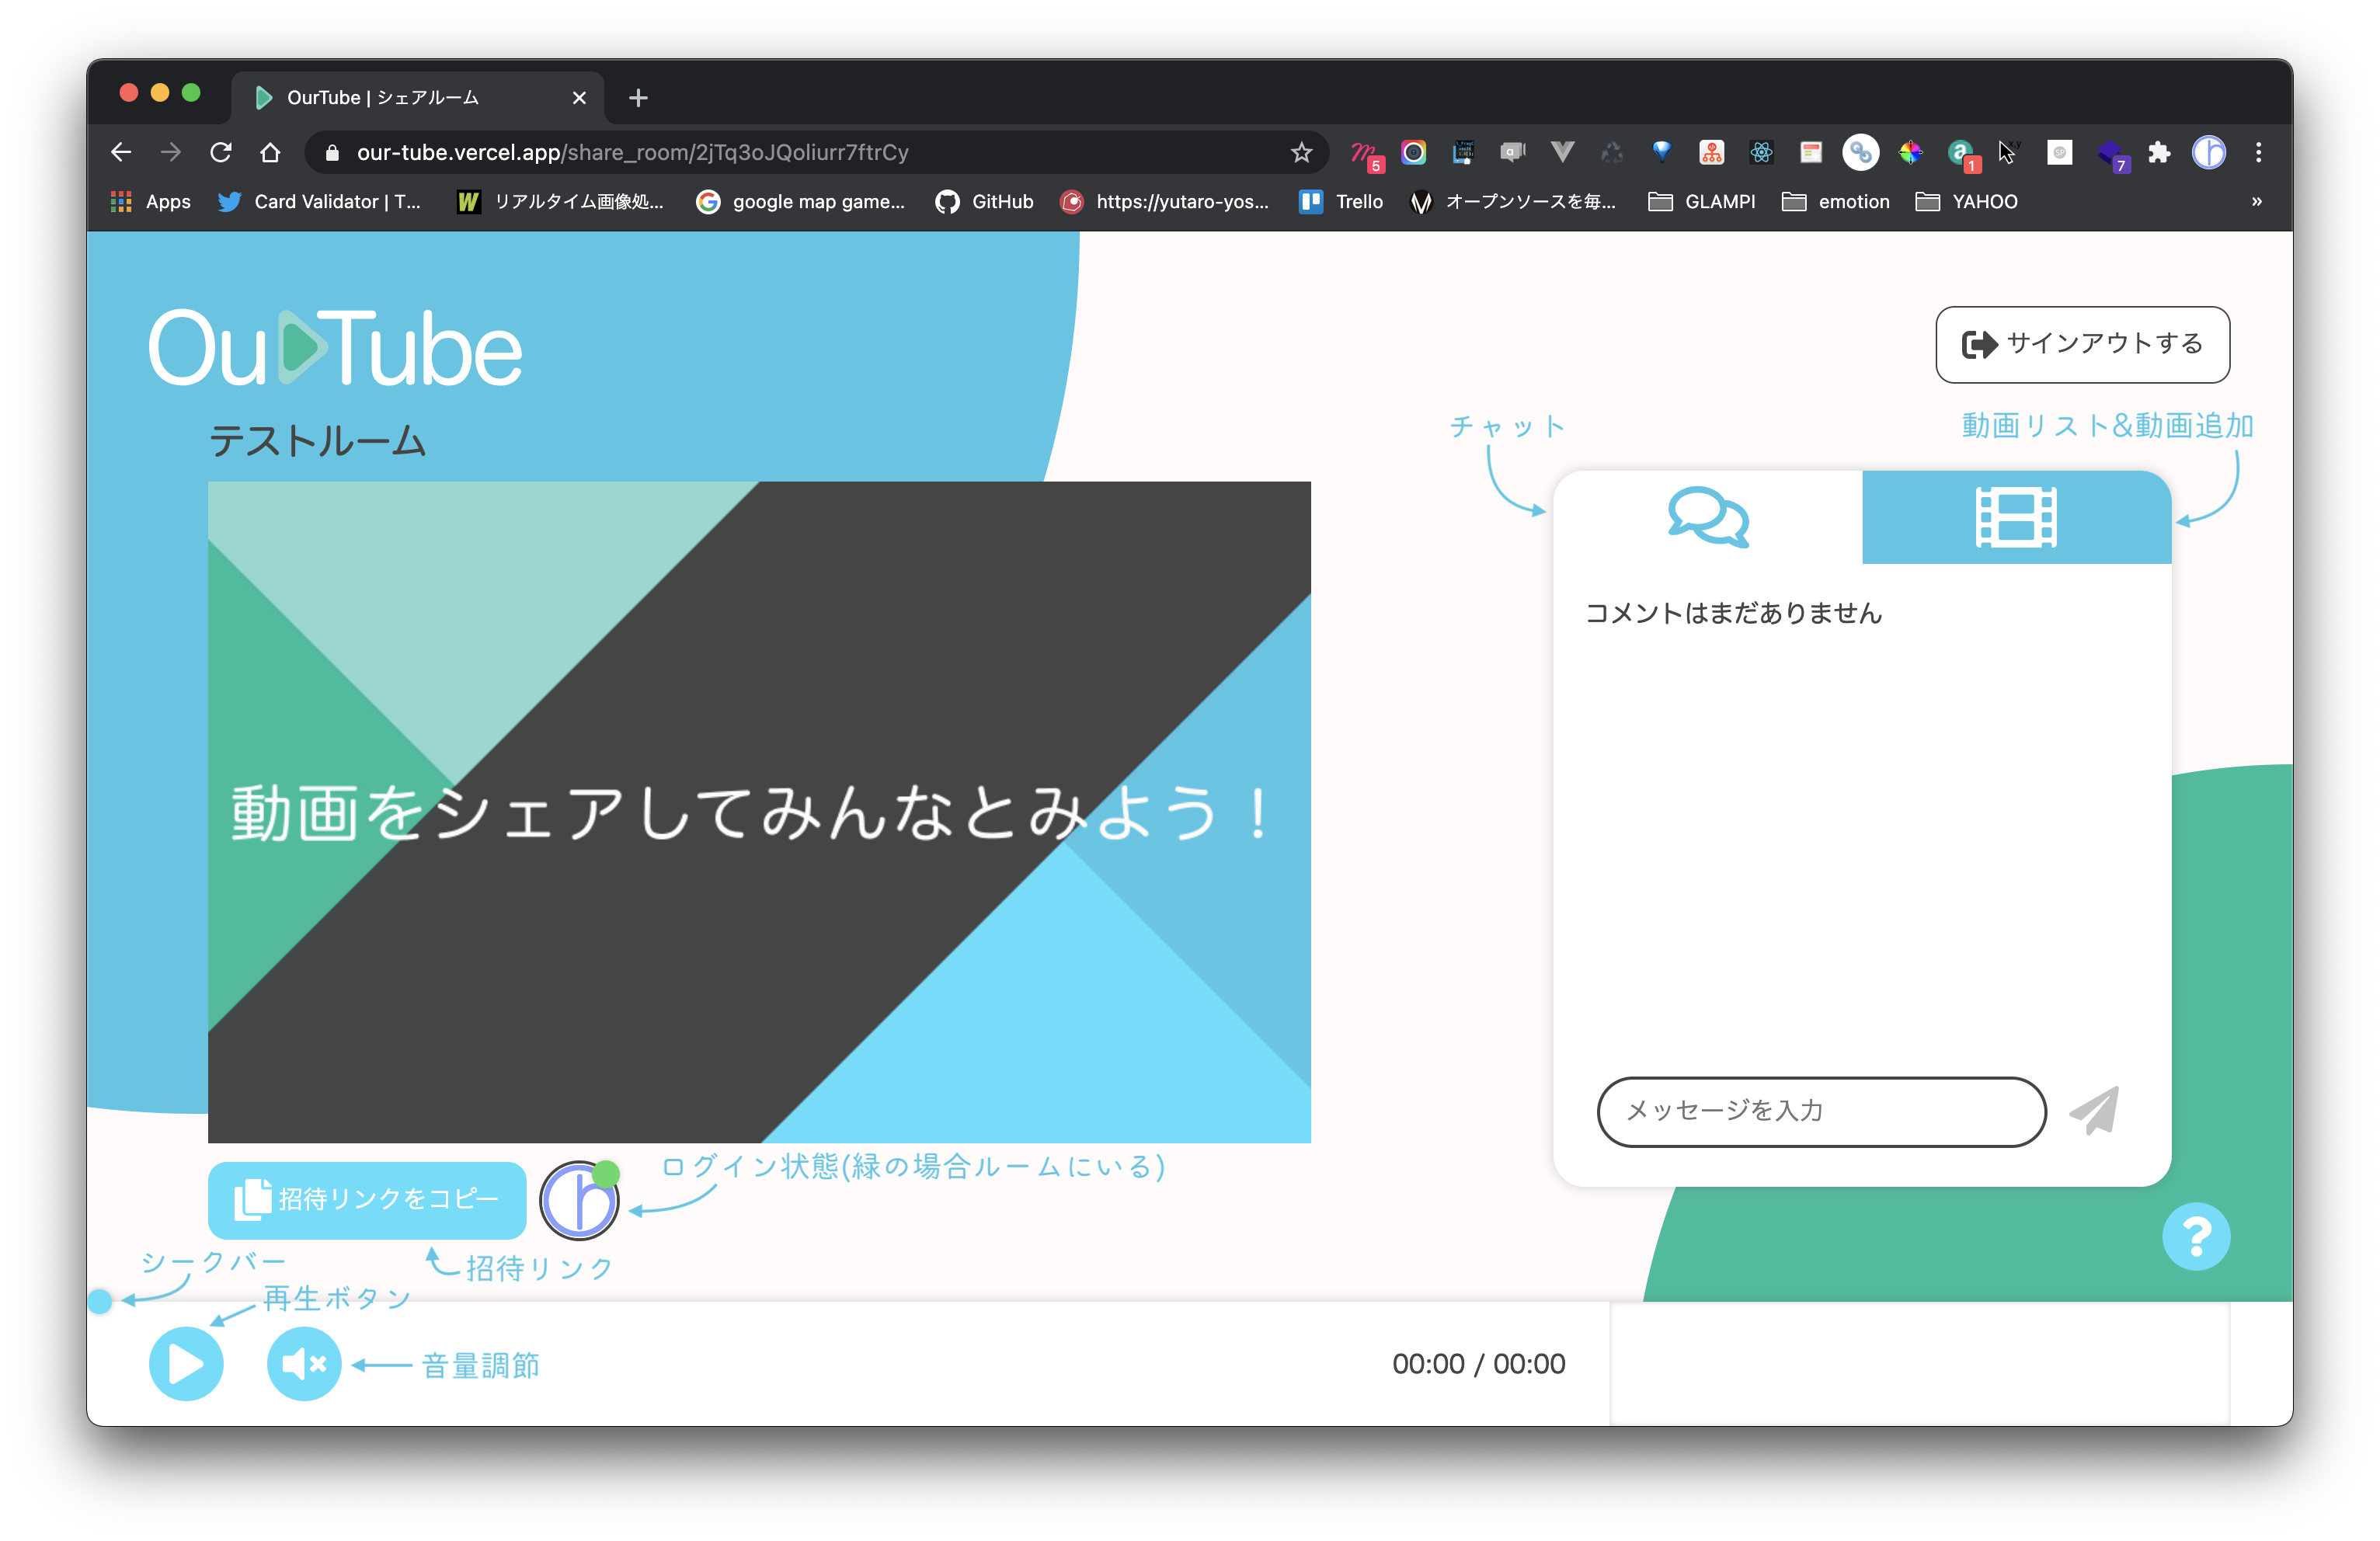 OurTube | シェアルーム
our-tube.vercel.app/share_room/2jTq3oJQoliurr7ftrCy
5
1
7
Apps
Card Validator | T...
リアルタイム画像処...
google map game...
GitHub
https://yutaro-yos...
Trello
オープンソースを毎...
GLAMPI
emotion
YAHOO
»
Ou Tube
サインアウトする
テストルーム
チャット
動画リスト&動画追加
コメントはまだありません
動画をシェアしてみんなとみよう！
メッセージを入力
招待リンクをコピー
ログイン状態(緑の場合ルームにいる)
シークバー
招待リンク
再生ボタン
音量調節
00:00 / 00:00
?